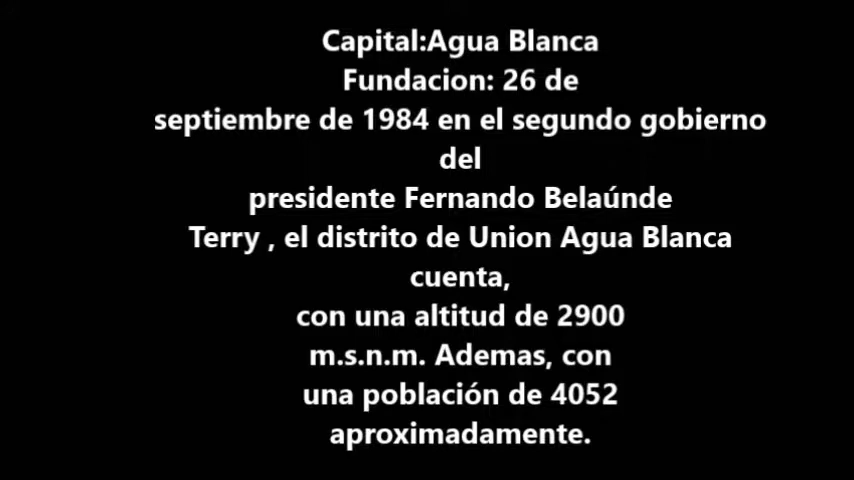 Capital:Agua Blanca
Fundacion: 26 de
septiembre de 1984 en el segundo gobierno
del
presidente Fernando Belaúnde
Terry , el distrito de Union Agua Blanca
cuenta,
con una altitud de 2900
m.s.n.m. Ademas, con
una población de 4052
aproximadamente.